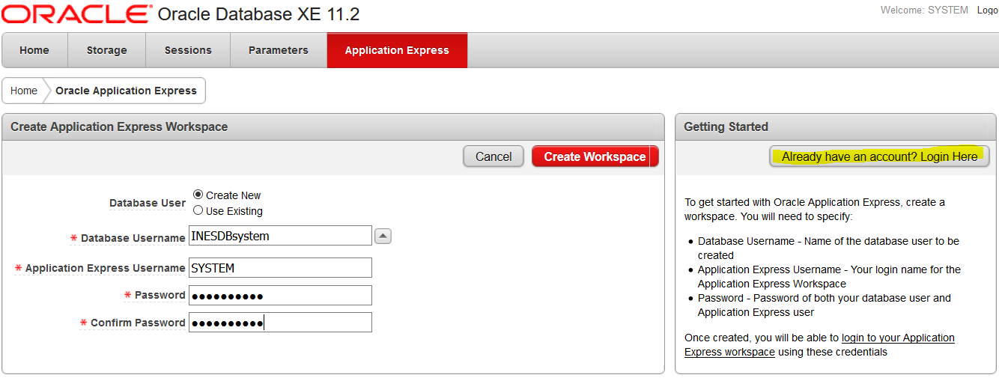 ORACLE Oracle Database XE 11.2
Welcome: SYSTEM Logo
Home Storage Sessions Parameters Application Express
Home Oracle Application Express
Create Application Express Workspace
Cancel Create Workspace
Database User
Create New
Use Existing
* Database Username INESDBsystem
* Application Express Username SYSTEM
* Password ●●●●●●●●●●
* Confirm Password ●●●●●●●●●●
Getting Started
Already have an account? Login Here
To get started with Oracle Application Express, create a
workspace. You will need to specify:
• Database Username - Name of the database user to be
created
• Application Express Username - Your login name for the
Application Express Workspace
• Password - Password of both your database user and
Application Express user
Once created, you will be able to login to your Application
Express workspace using these credentials